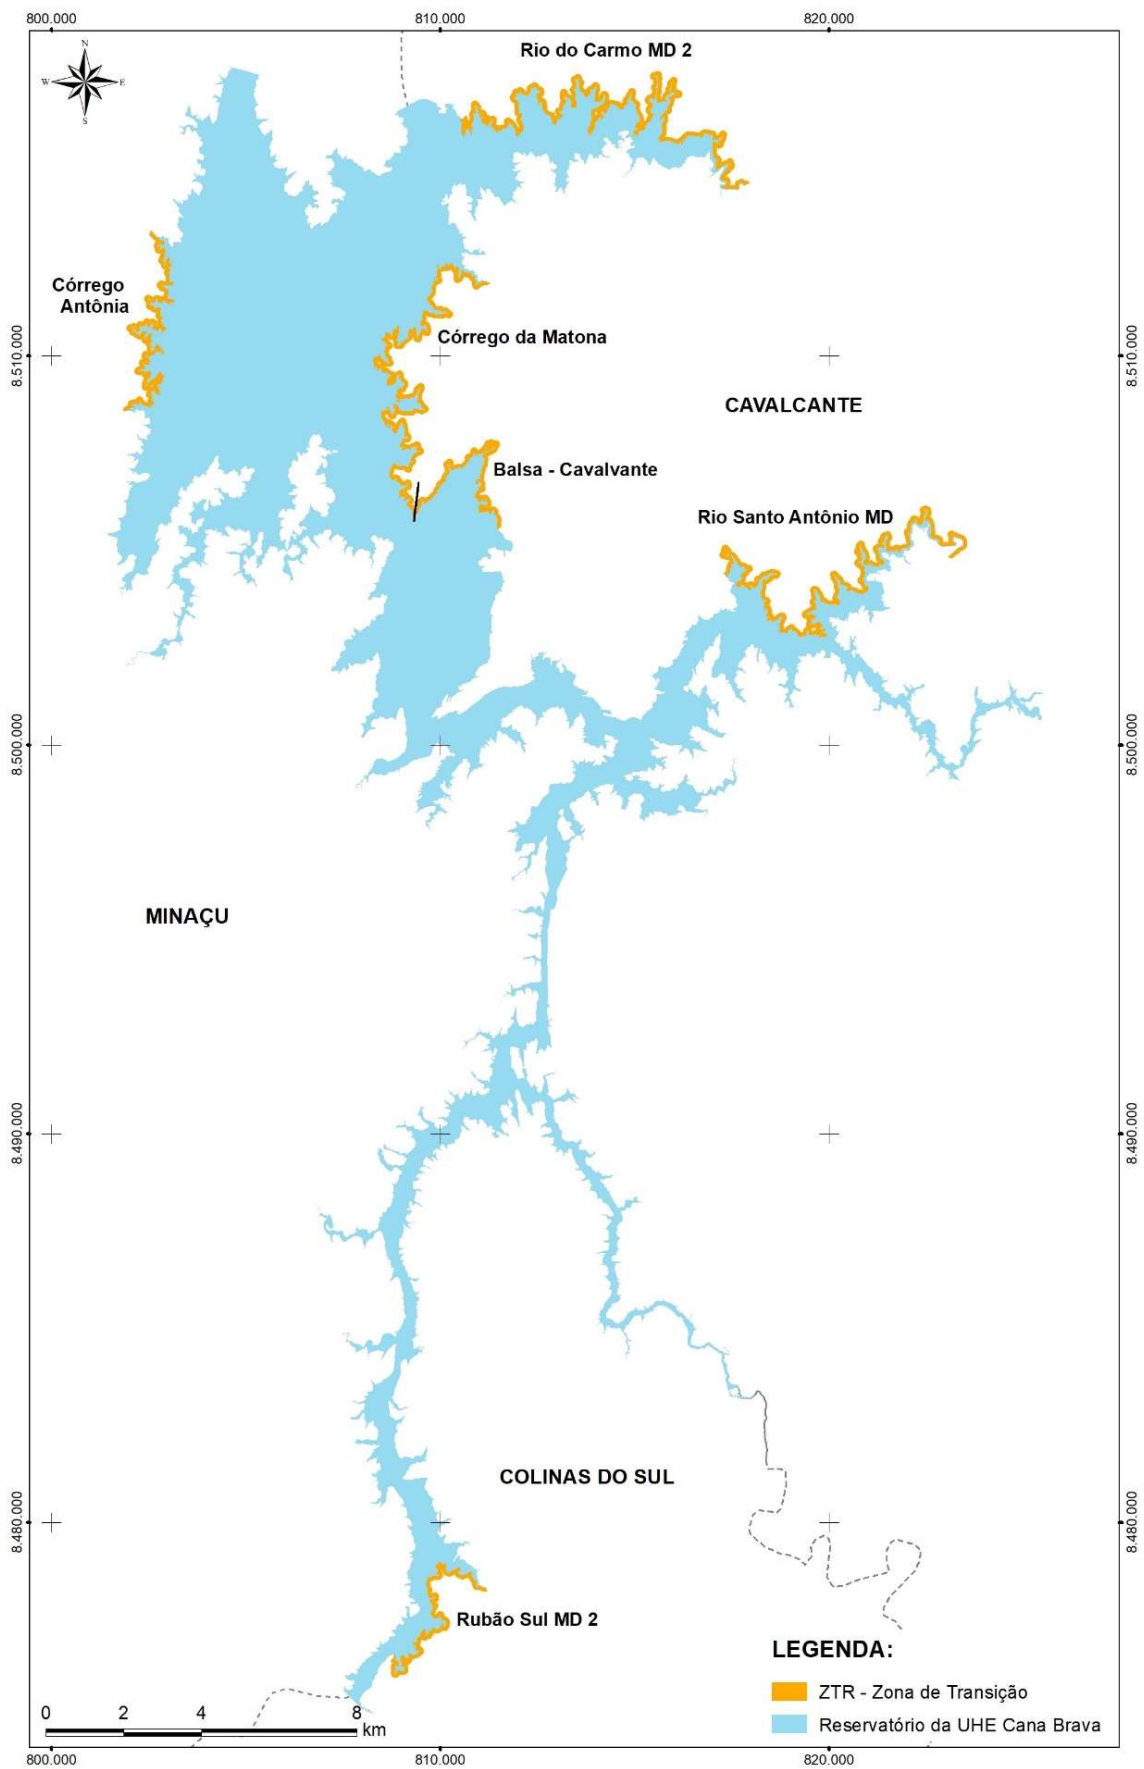 800.000
810.000
820.000
Rio do Carmo MD 2
N
W
E
S
Córrego
Antônia
Córrego da Matona
8.510.000
8.510.000
CAVALCANTE
Balsa - Cavalvante
Rio Santo Antônio MD
8.500.000
8.500.000
MINAÇU
8.490.000
8.490.000
COLINAS DO SUL
8.480.000
8.480.000
Rubão Sul MD 2
LEGENDA:
ZTR - Zona de Transição
Reservatório da UHE Cana Brava
0
2
4
8
km
800.000
810.000
820.000